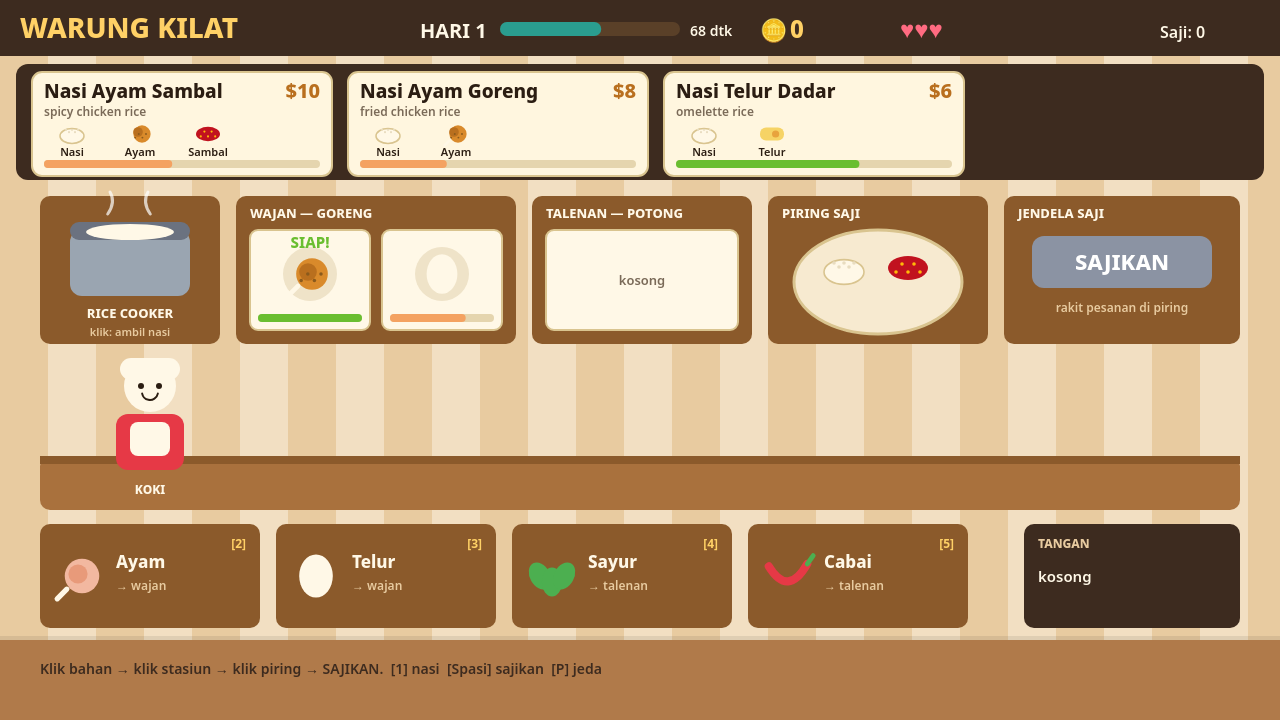 WARUNG KILAT
HARI 1
68 dtk
0
♥♥♥
Saji: 0
Nasi Ayam Sambal
$10
spicy chicken rice
Nasi
Ayam
Sambal
Nasi Ayam Goreng
$8
fried chicken rice
Nasi
Ayam
Nasi Telur Dadar
$6
omelette rice
Nasi
Telur
RICE COOKER
klik: ambil nasi
WAJAN — GORENG
SIAP!
TALENAN — POTONG
kosong
PIRING SAJI
JENDELA SAJI
SAJIKAN
rakit pesanan di piring
KOKI
[2]
Ayam
→ wajan
[3]
Telur
→ wajan
[4]
Sayur
→ talenan
[5]
Cabai
→ talenan
TANGAN
kosong
Klik bahan → klik stasiun → klik piring → SAJIKAN.  [1] nasi  [Spasi] sajikan  [P] jeda